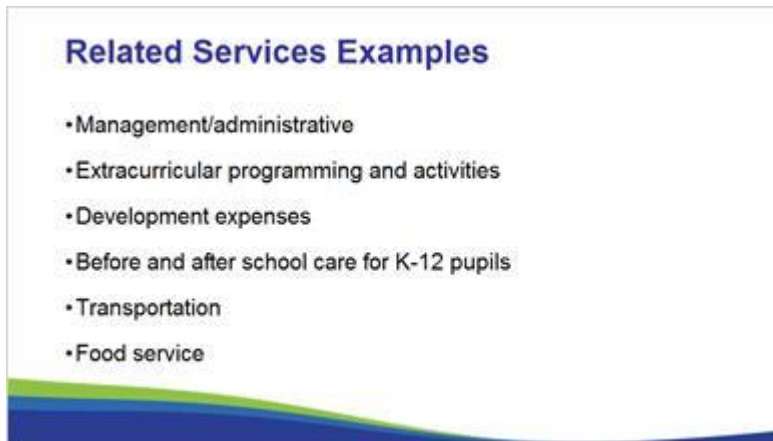 Related Services Examples
•Management/administrative
•Extracurricular programming and activities
•Development expenses
•Before and after school care for K-12 pupils
•Transportation
•Food service